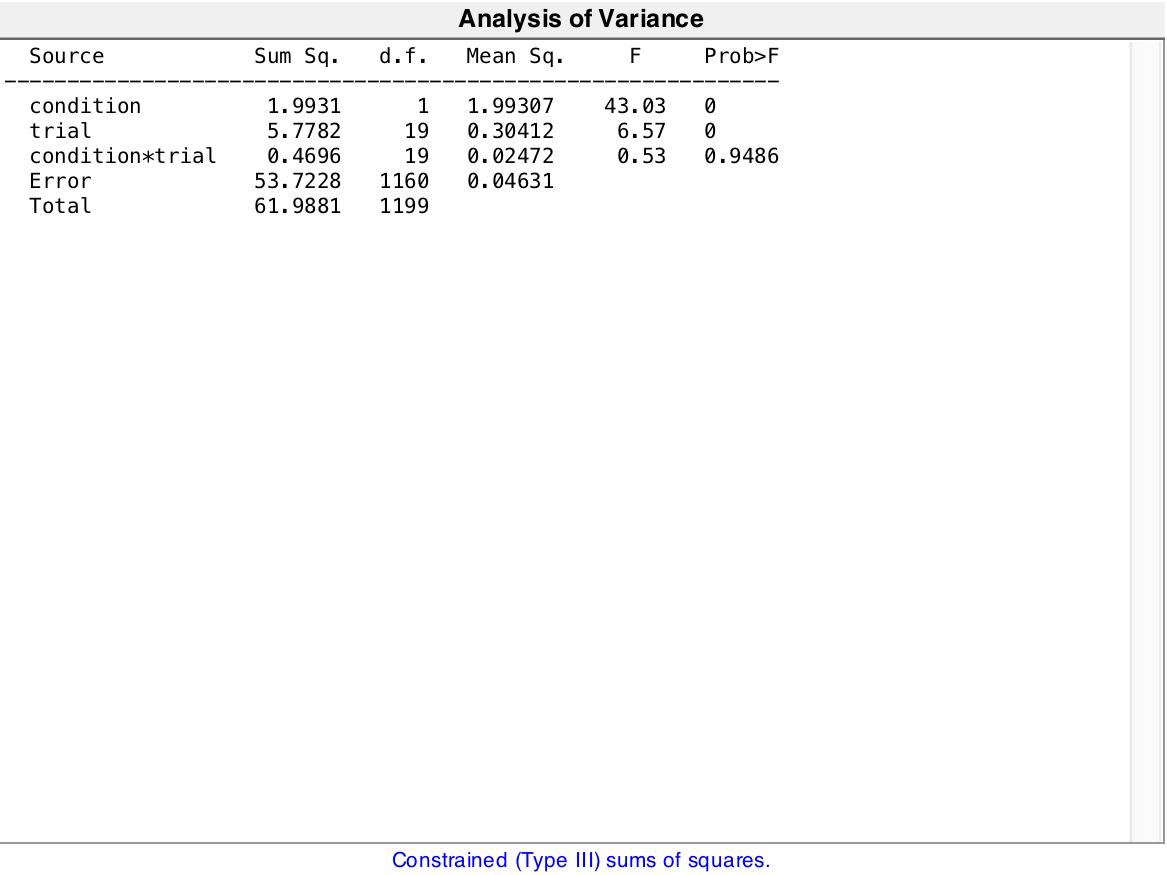 Analysis of Variance
Source Sum Sq. d.f. Mean Sq. F Prob>F
condition 1.9931 1 1.99307 43.03 0
trial 5.7782 19 0.30412 6.57 0
condition*trial 0.4696 19 0.02472 0.53 0.9486
Error 53.7228 1160 0.04631
Total 61.9881 1199
Constrained (Type III) sums of squares.